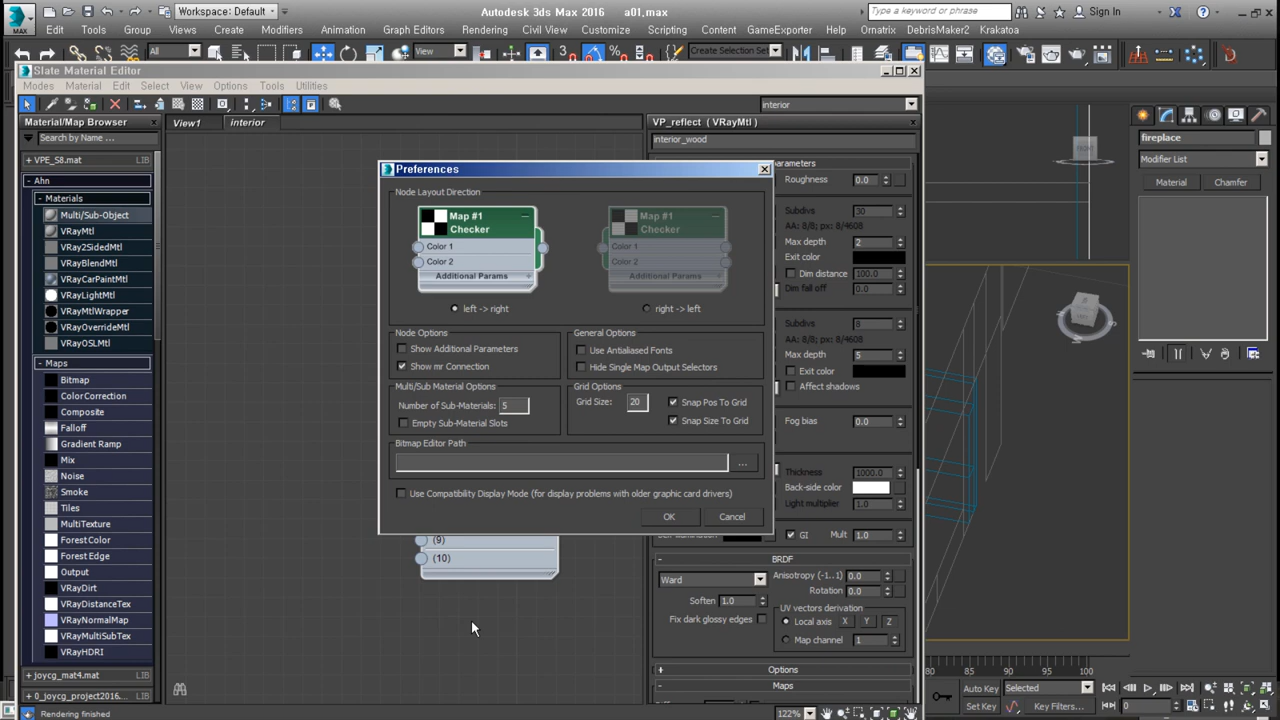 Workspace: Default
Autodesk 3ds Max 2016    a01.max
Type a key or phrase
Sign In
MAX
Edit Tools Group Views Create Modifiers Animation Graph Editors Rendering Civil View Customize Scripting Content GameExporter Help Ornatrix DebrisMaker2 Krakatoa
All
View
Create Selection Set
Slate Material Editor
Modes Material Edit Select View Options Tools Utilities
interior
Material/Map Browser
View1
interior
VP_reflect ( VRayMtl )
fireplace
Search by Name ...
interior_wood
Modifier List
+ VPE_S8.mat LIB
Preferences
parameters
- Ahn
Node Layout Direction
Roughness 0.0
Material Chamfer
- Materials
Map #1
Checker
Color 1
Color 2
Additional Params
left -> right
Map #1
Checker
Color 1
Color 2
Additional Params
right -> left
Multi/Sub-Object
VRayMtl
VRay2SidedMtl
VRayBlendMtl
VRayCarPaintMtl
VRayLightMtl
VRayMtlWrapper
VRayOverrideMtl
VRayOSLMtl
- Maps
Bitmap
ColorCorrection
Composite
Falloff
Gradient Ramp
Mix
Noise
Smoke
Tiles
MultiTexture
ForestColor
Forest Edge
Output
VRayDirt
VRayDistanceTex
VRayNormalMap
VRayMultiSubTex
VRayHDRI
+ joycg_mat4.mat LIB
+ 0_joycg_project2016... LIB
Rendering finished
Node Options
Show Additional Parameters
Show mr Connection
General Options
Use Antialiased Fonts
Hide Single Map Output Selectors
Multi/Sub Material Options
Number of Sub-Materials: 5
Empty Sub-Material Slots
Grid Options
Grid Size: 20
Snap Pos To Grid
Snap Size To Grid
Bitmap Editor Path
...
Use Compatibility Display Mode (for display problems with older graphic card drivers)
OK Cancel
(9)
(10)
Subdivs 30
AA: 8/8; px: 8/4608
Max depth 2
Exit color
Dim distance 100.0
Dim fall off 0.0
Subdivs 8
AA: 8/8; px: 8/4608
Max depth 5
Exit color
Affect shadows
Fog bias 0.0
Thickness 1000.0
Back-side color
Light multiplier 1.0
GI Mult 1.0
- BRDF
Ward
Anisotropy (-1..1) 0.0
Rotation 0.0
Soften 1.0
Fix dark glossy edges
UV vectors derivation
Local axis X Y Z
Map channel 1
+ Options
- Maps
122%
80 85 90 95 100
Auto Key Selected
Set Key Key Filters...
0